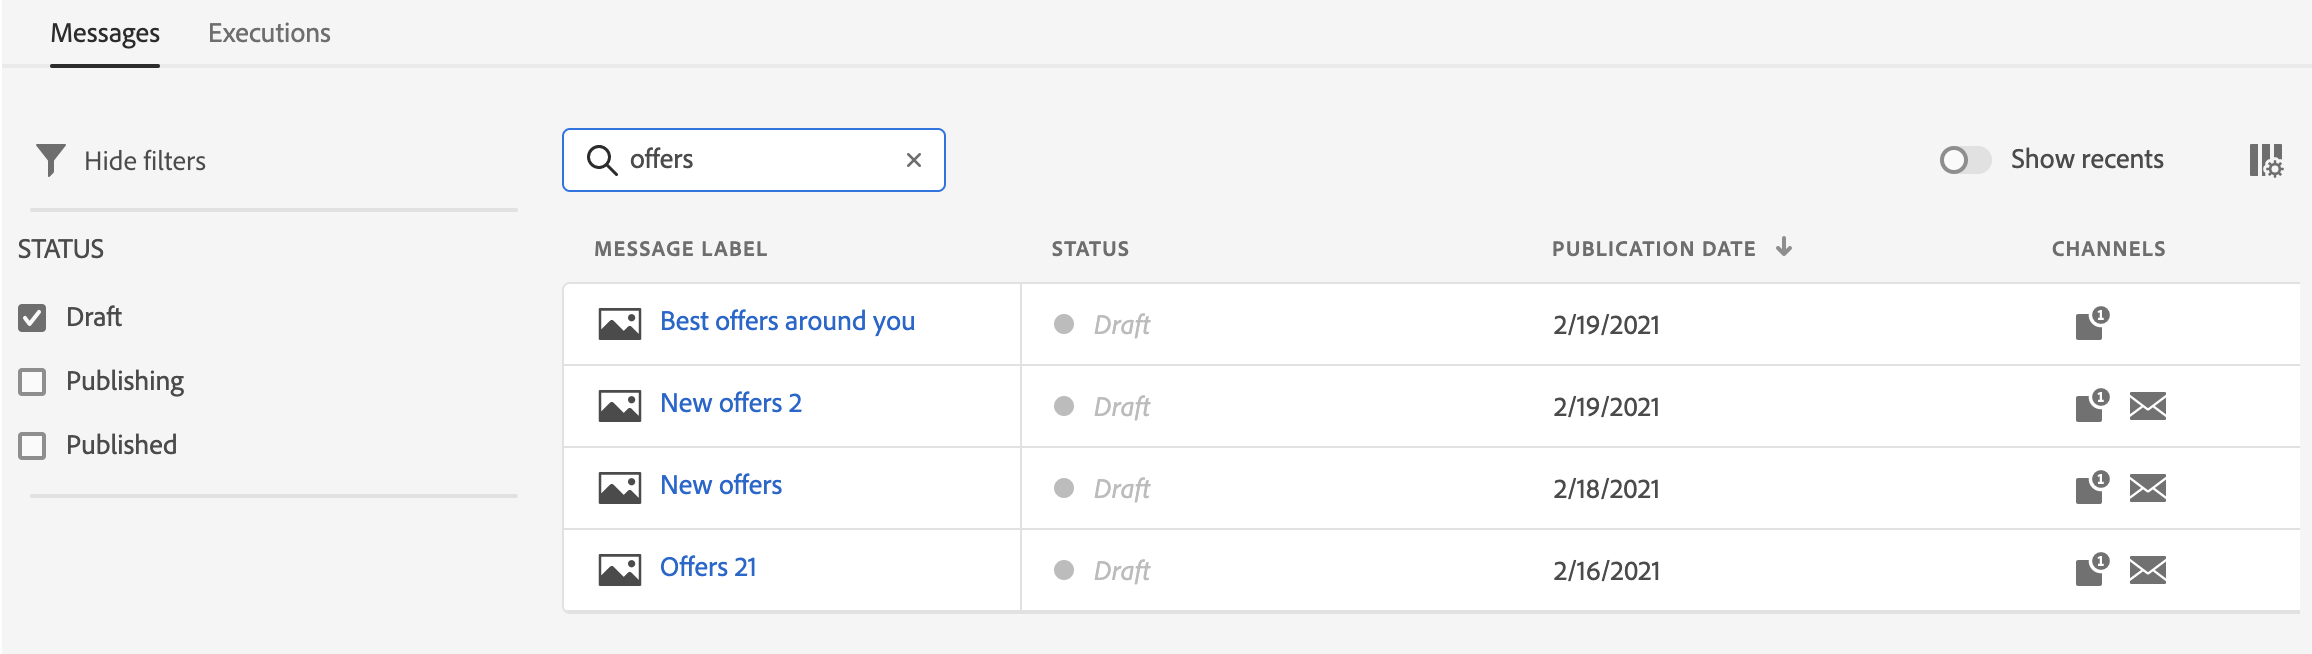 Messages Executions
Hide filters
offers
Show recents
STATUS
Draft
Publishing
Published
MESSAGE LABEL STATUS PUBLICATION DATE CHANNELS
Best offers around you Draft 2/19/2021 1
New offers 2 Draft 2/19/2021 1
New offers Draft 2/18/2021 1
Offers 21 Draft 2/16/2021 1